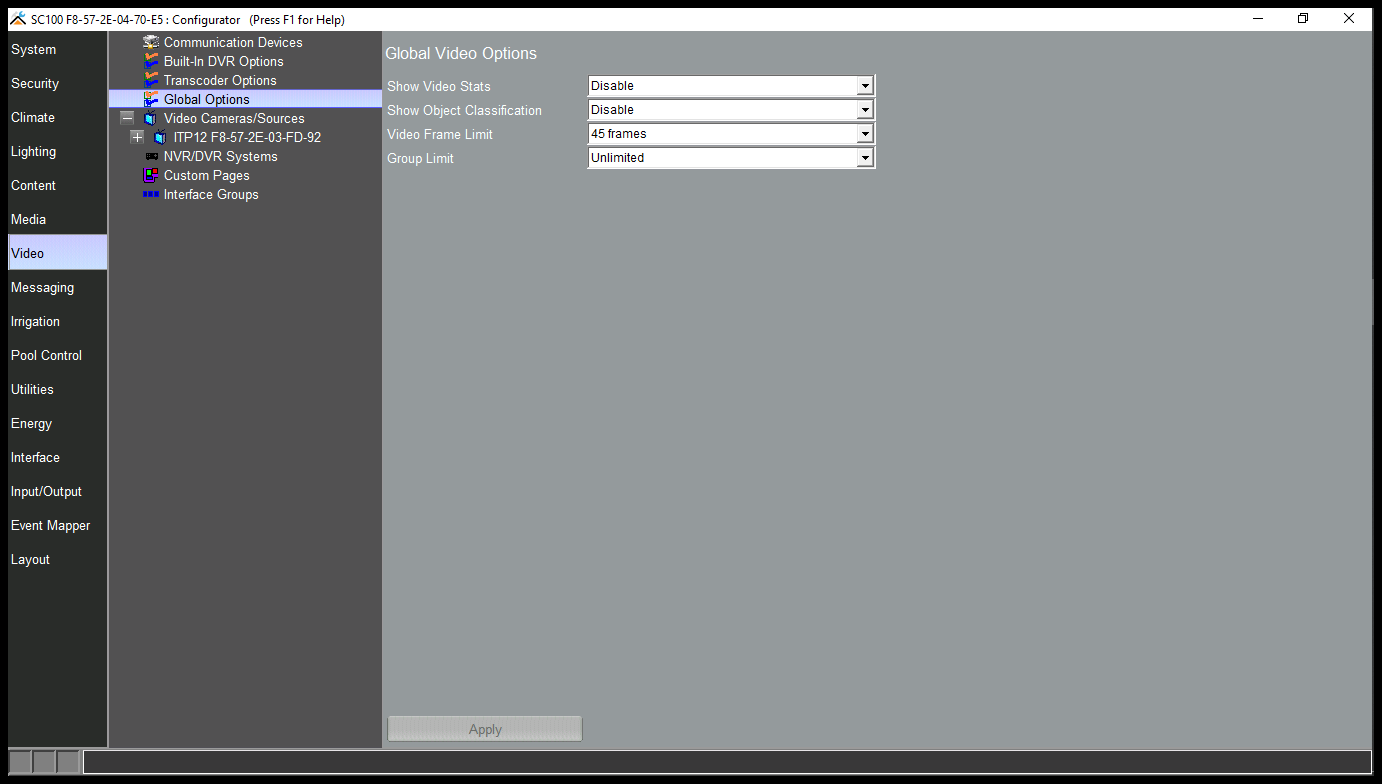 SC100 F8-57-2E-04-70-E5 : Configurator (Press F1 for Help)
System
Security
Climate
Lighting
Content
Media
Video
Messaging
Irrigation
Pool Control
Utilities
Energy
Interface
Input/Output
Event Mapper
Layout
Communication Devices
Built-In DVR Options
Transcoder Options
Global Options
Video Cameras/Sources
ITP12 F8-57-2E-03-FD-92
NVR/DVR Systems
Custom Pages
Interface Groups
Global Video Options
Show Video Stats Disable
Show Object Classification Disable
Video Frame Limit 45 frames
Group Limit Unlimited
Apply